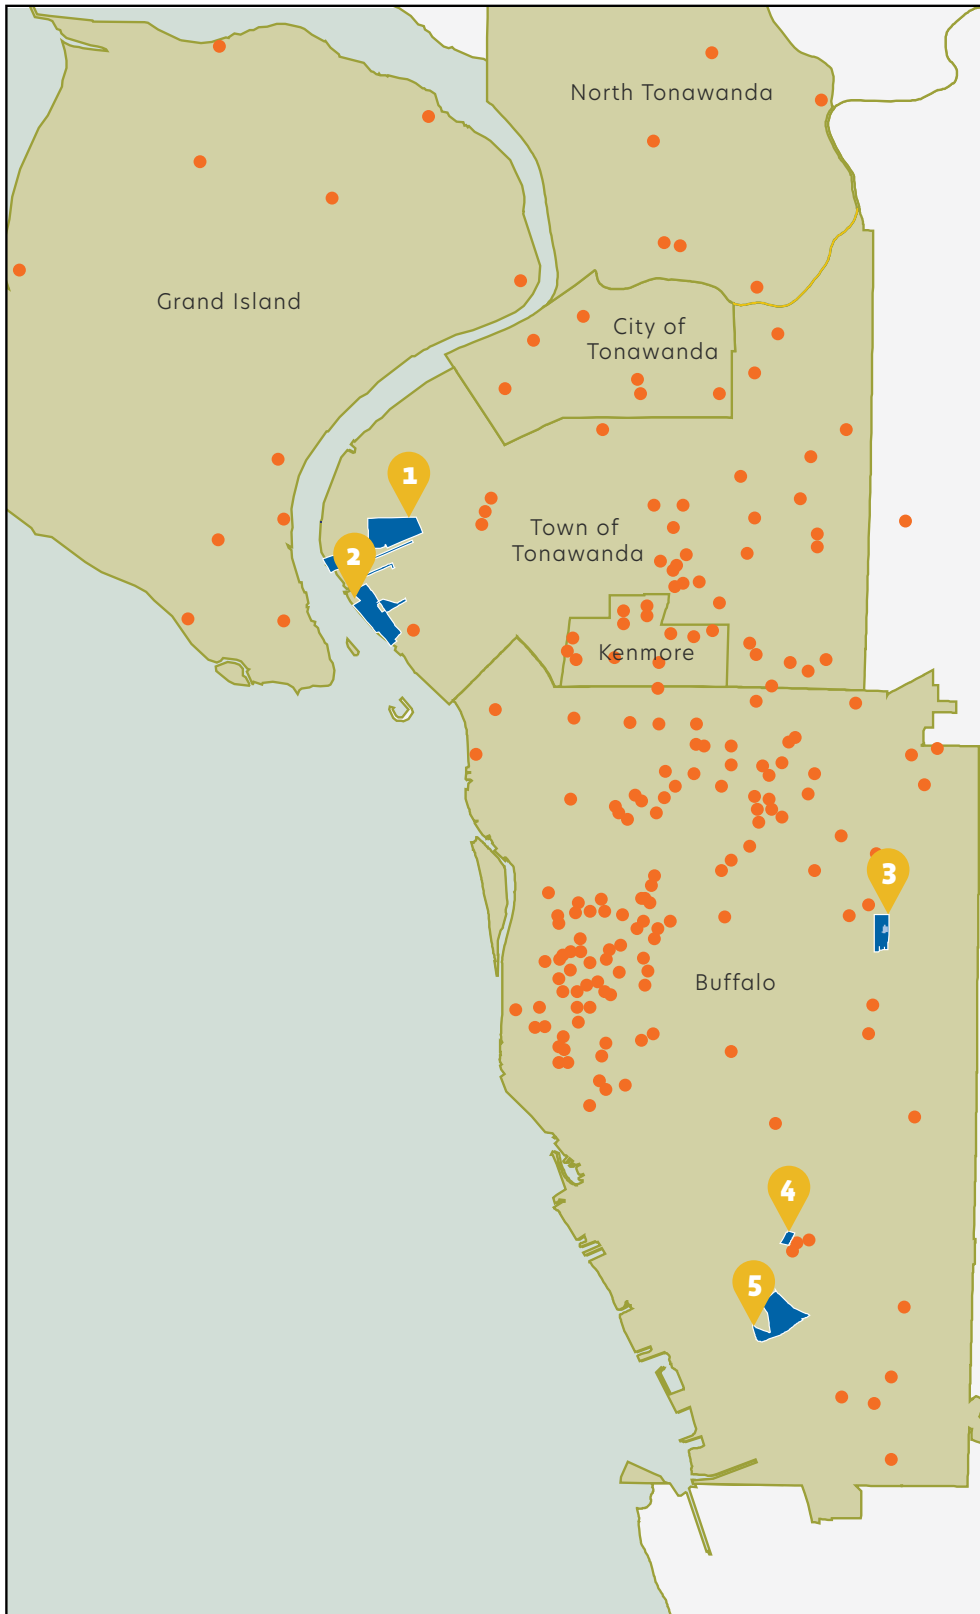 North Tonawanda
Grand Island
City of
Tonawanda
1
Town of
Tonawanda
2
Kenmore
3
Buffalo
4
5